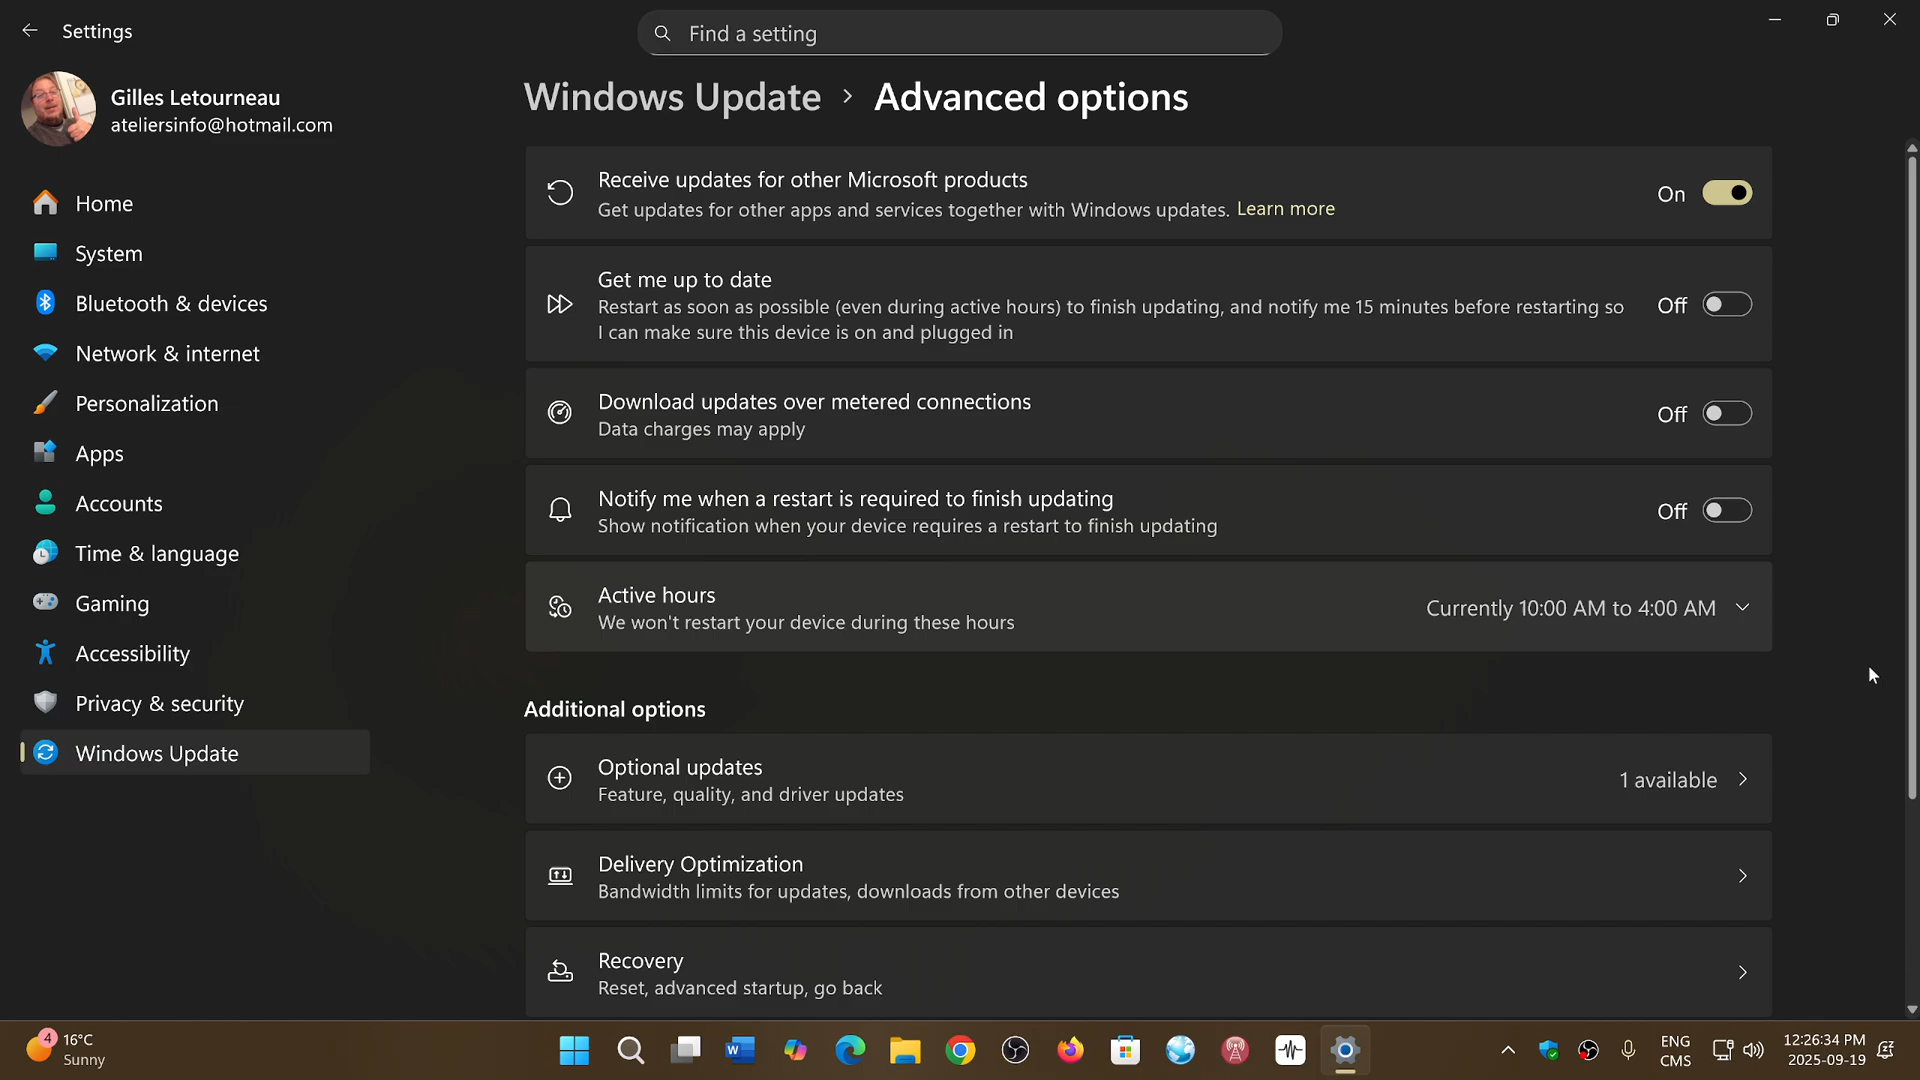 Settings
Find a setting
Gilles Letourneau
ateliersinfo@hotmail.com
Home
System
Bluetooth & devices
Network & internet
Personalization
Apps
Accounts
Time & language
Gaming
Accessibility
Privacy & security
Windows Update
Windows Update > Advanced options
Receive updates for other Microsoft products
Get updates for other apps and services together with Windows updates. Learn more
On
Get me up to date
Restart as soon as possible (even during active hours) to finish updating, and notify me 15 minutes before restarting so
I can make sure this device is on and plugged in
Off
Download updates over metered connections
Data charges may apply
Off
Notify me when a restart is required to finish updating
Show notification when your device requires a restart to finish updating
Off
Active hours
We won't restart your device during these hours
Currently 10:00 AM to 4:00 AM
Additional options
Optional updates
Feature, quality, and driver updates
1 available
Delivery Optimization
Bandwidth limits for updates, downloads from other devices
Recovery
Reset, advanced startup, go back
4
16°C
Sunny
ENG
CMS
12:26:34 PM
2025-09-19